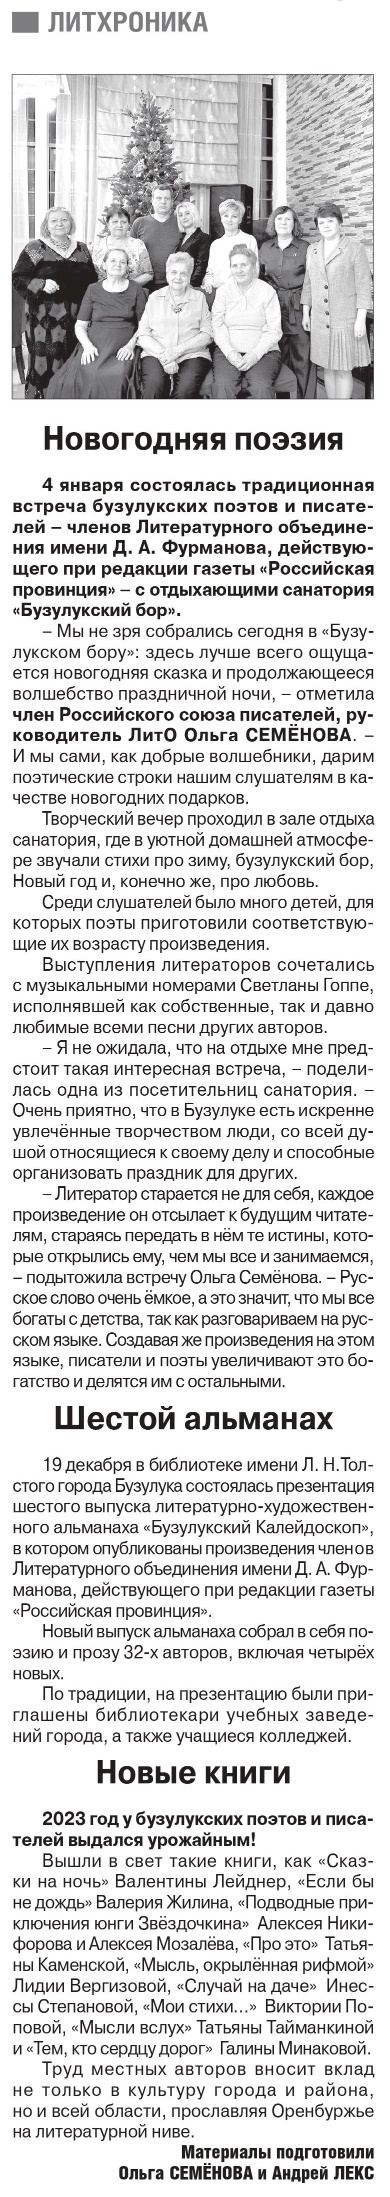 ЛИТХРОНИКА
Новогодняя поэзия
4 января состоялась традиционная
встреча бузулукских поэтов и писате-
лей – членов Литературного объедине-
ния имени Д. А. Фурманова, действую-
щего при редакции газеты «Российская
провинция» – с отдыхающими санатория
«Бузулукский бор».
– Мы не зря собрались сегодня в «Бузу-
лукском бору»: здесь лучше всего ощуща-
ется новогодняя сказка и продолжающееся
волшебство праздничной ночи, – отметила
член Российского союза писателей, ру-
ководитель ЛитО Ольга СЕМЁНОВА. –
И мы сами, как добрые волшебники, дарим
поэтические строки нашим слушателям в ка-
честве новогодних подарков.
Творческий вечер проходил в зале отдыха
санатория, где в уютной домашней атмосфе-
ре звучали стихи про зиму, бузулукский бор,
Новый год и, конечно же, про любовь.
Среди слушателей было много детей, для
которых поэты приготовили соответствую-
щие их возрасту произведения.
Выступления литераторов сочетались
с музыкальными номерами Светланы Гоппе,
исполнявшей как собственные, так и давно
любимые всеми песни других авторов.
– Я не ожидала, что на отдыхе мне пред-
стоит такая интересная встреча, – подели-
лась одна из посетительниц санатория. –
Очень приятно, что в Бузулуке есть искренне
увлечённые творчеством люди, со всей ду-
шой относящиеся к своему делу и способные
организовать праздник для других.
– Литератор старается не для себя, каждое
произведение он отсылает к будущим читате-
лям, стараясь передать в нём те истины, кото-
рые открылись ему, чем мы все и занимаемся,
– подытожила встречу Ольга Семёнова. – Рус-
ское слово очень ёмкое, а это значит, что мы все
богаты с детства, так как разговариваем на рус-
ском языке. Создавая же произведения на этом
языке, писатели и поэты увеличивают это бо-
гатство и делятся им с остальными.
Шестой альманах
19 декабря в библиотеке имени Л. Н.Тол-
стого города Бузулука состоялась презентация
шестого выпуска литературно-художествен-
ного альманаха «Бузулукский Калейдоскоп»,
в котором опубликованы произведения членов
Литературного объединения имени Д. А. Фур-
манова, действующего при редакции газеты
«Российская провинция».
Новый выпуск альманаха собрал в себя по-
эзию и прозу 32-х авторов, включая четырёх
новых.
По традиции, на презентацию были при-
глашены библиотекари учебных заведе-
ний города, а также учащиеся колледжей.
Новые книги
2023 год у бузулукских поэтов и писа-
телей выдался урожайным!
Вышли в свет такие книги, как «Сказ-
ки на ночь» Валентины Лейднер, «Если бы
не дождь» Валерия Жилина, «Подводные при-
ключения юнги Звёздочкина» Алексея Ники-
форова и Алексея Мозалёва, «Про это» Татья-
ны Каменской, «Мысль, окрылённая рифмой»
Лидии Вергизовой, «Случай на даче» Инес-
сы Степановой, «Мои стихи…» Виктории По-
повой, «Мысли вслух» Татьяны Тайманкиной
и «Тем, кто сердцу дорог» Галины Минаковой.
Труд местных авторов вносит вклад
не только в культуру города и района,
но и всей области, прославляя Оренбуржье
на литературной ниве.
Материалы подготовили
Ольга СЕМЁНОВА и Андрей ЛЕКС